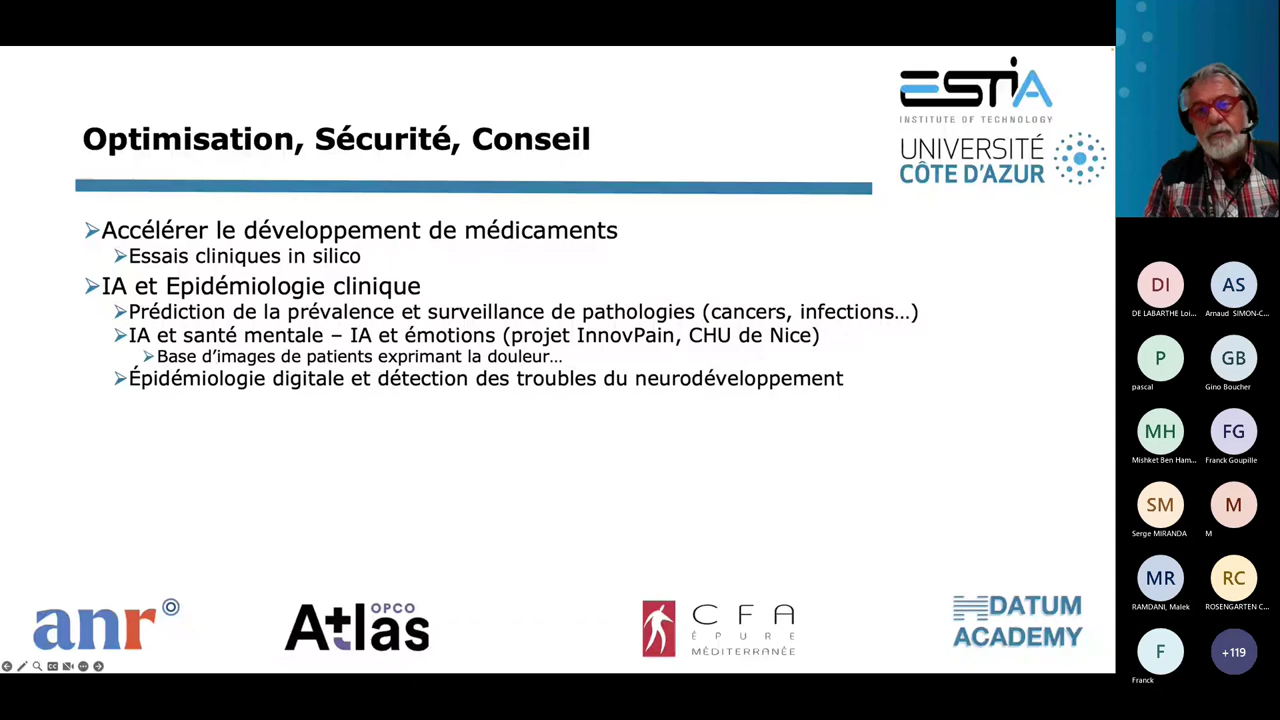 ESTIA
INSTITUTE OF TECHNOLOGY
UNIVERSITÉ
CÔTE D'AZUR
Optimisation, Sécurité, Conseil
Accélérer le développement de médicaments
Essais cliniques in silico
IA et Epidémiologie clinique
Prédiction de la prévalence et surveillance de pathologies (cancers, infections…)
IA et santé mentale – IA et émotions (projet InnovPain, CHU de Nice)
Base d’images de patients exprimant la douleur…
Épidémiologie digitale et détection des troubles du neurodéveloppement
anr
OPCO
Atlas
CFA
ÉPURE
MÉDITERRANÉE
DATUM
ACADEMY
DI
DE LABARTHE Loi...
AS
Arnaud SIMON-C...
P
pascal
GB
Gino Boucher
MH
Mishket Ben Ham...
FG
Franck Goupille
SM
Serge MIRANDA
M
M
MR
RAMDANI, Malek
RC
ROSENGARTEN C...
F
Franck
+119